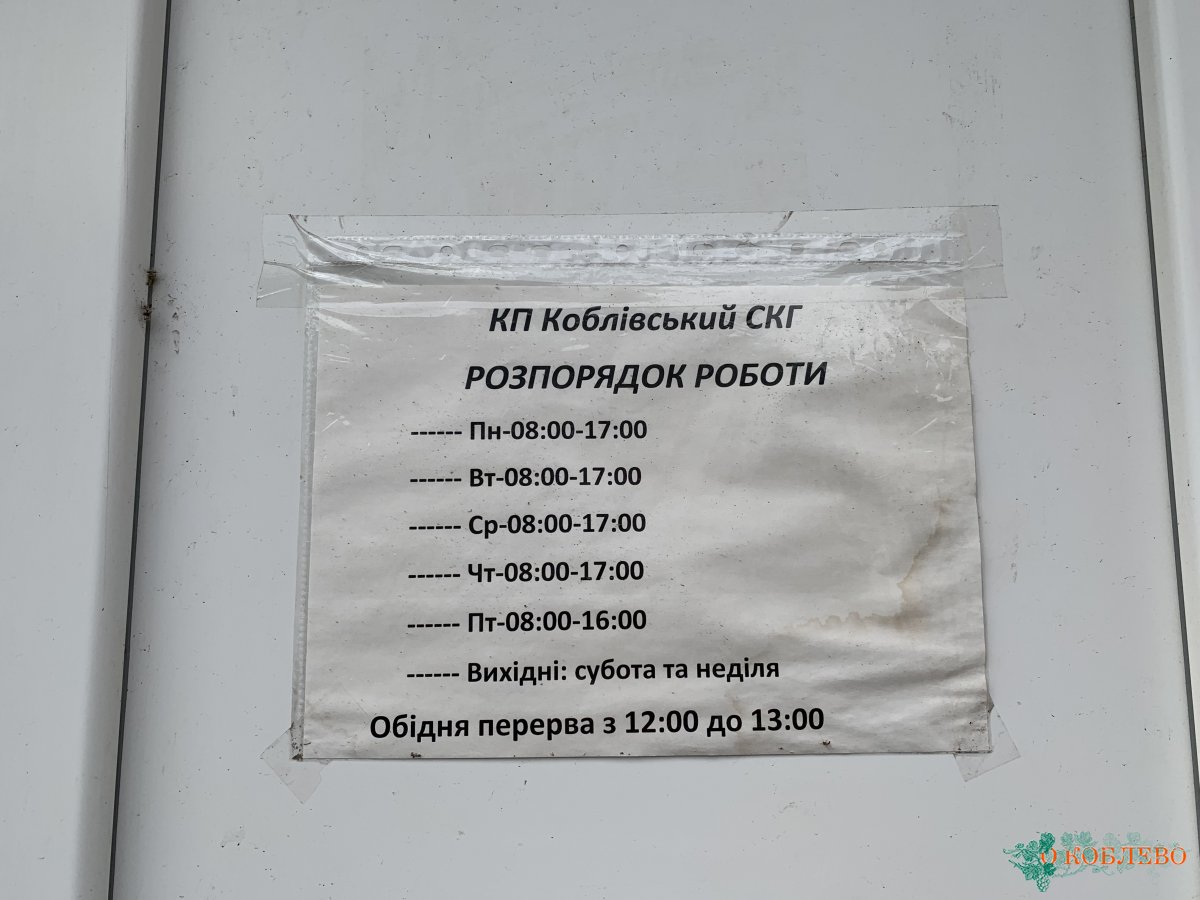 КП Коблівський СКГ
РОЗПОРЯДОК РОБОТИ
------ Пн-08:00-17:00
------ Вт-08:00-17:00
------ Ср-08:00-17:00
------ Чт-08:00-17:00
------ Пт-08:00-16:00
------ Вихідні: субота та неділя
Обідня перерва з 12:00 до 13:00
О КОБЛЕВО